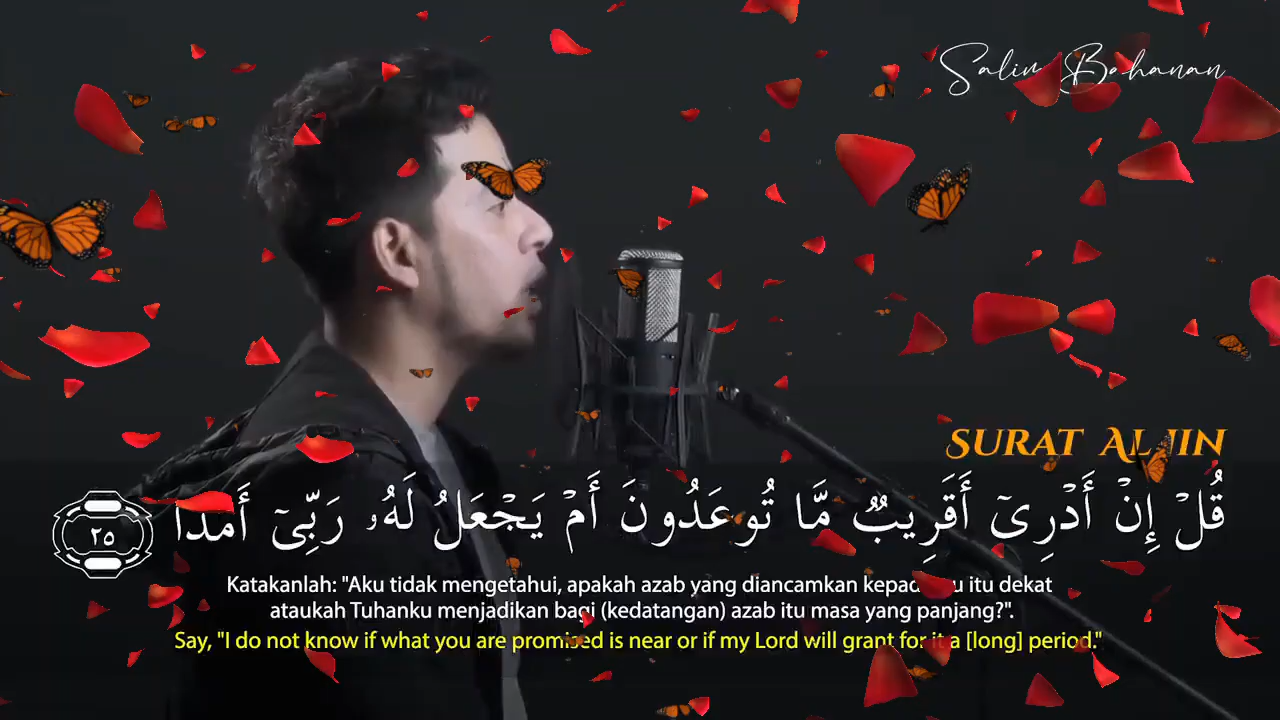 Salim Bahanan
SURAT AL JIN
قُلْ إِنْ أَدْرِىٓ أَقَرِيبٌۭ مَّا تُوعَدُونَ أَمْ يَجْعَلُ لَهُۥ رَبِّىٓ أَمَدًا ٢٥
Katakanlah: "Aku tidak mengetahui, apakah azab yang diancamkan kepadamu itu dekat
ataukah Tuhanku menjadikan bagi (kedatangan) azab itu masa yang panjang?".
Say, "I do not know if what you are promised is near or if my Lord will grant for it a [long] period."